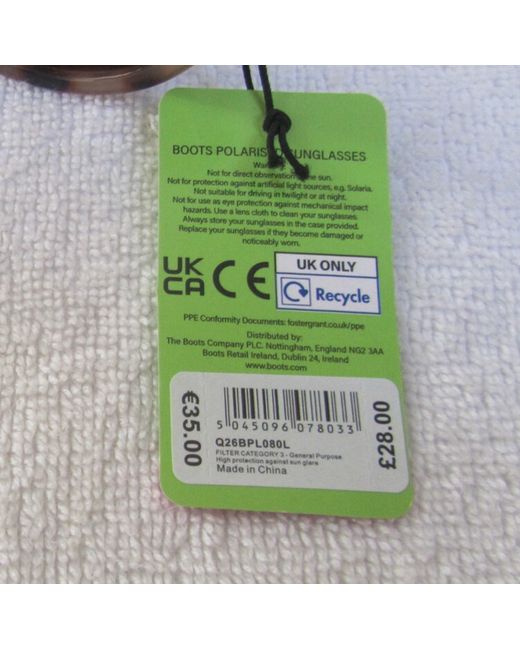 BOOTS POLARIS SUNGLASSES
Not for direct observation the sun.
Not for protection against artificial light sources, e.g. Solaria.
Not suitable for driving in twilight or at night.
Not for use as eye protection against mechanical impact
hazards. Use a lens cloth to clean your sunglasses.
Always store your sunglasses in the case provided.
Replace your sunglasses if they become damaged or
noticeably worn.
UK
CA CE
UK ONLY
Recycle
PPE Conformity Documents: fostergrant.co.uk/ppe
Distributed by:
The Boots Company PLC. Nottingham, England NG2 3AA
Boots Retail Ireland, Dublin 24, Ireland
www.boots.com
€35.00
5 045096 078033
£28.00
Q26BPL080L
FILTER CATEGORY 3 - General Purpose
High protection against sun glare
Made in China